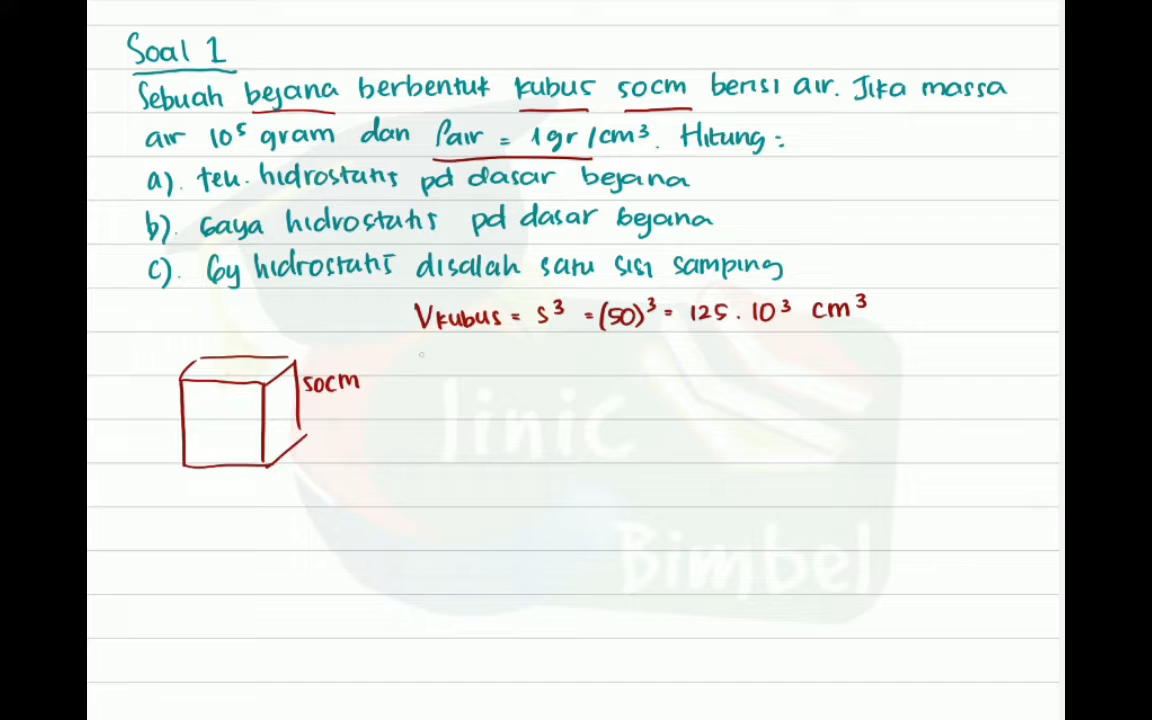 Soal 1
Sebuah bejana berbentuk kubus 50cm berisi air. Jika massa
air 10⁵ gram dan ρair = 1gr/cm³. Hitung :
a). tek. hidrostatis pd dasar bejana
b). Gaya hidrostatis pd dasar bejana
c). Gy hidrostatis disalah satu sisi samping
Vkubus = s³ = (50)³ = 125 . 10³ cm³
50cm
linic
Bimbel